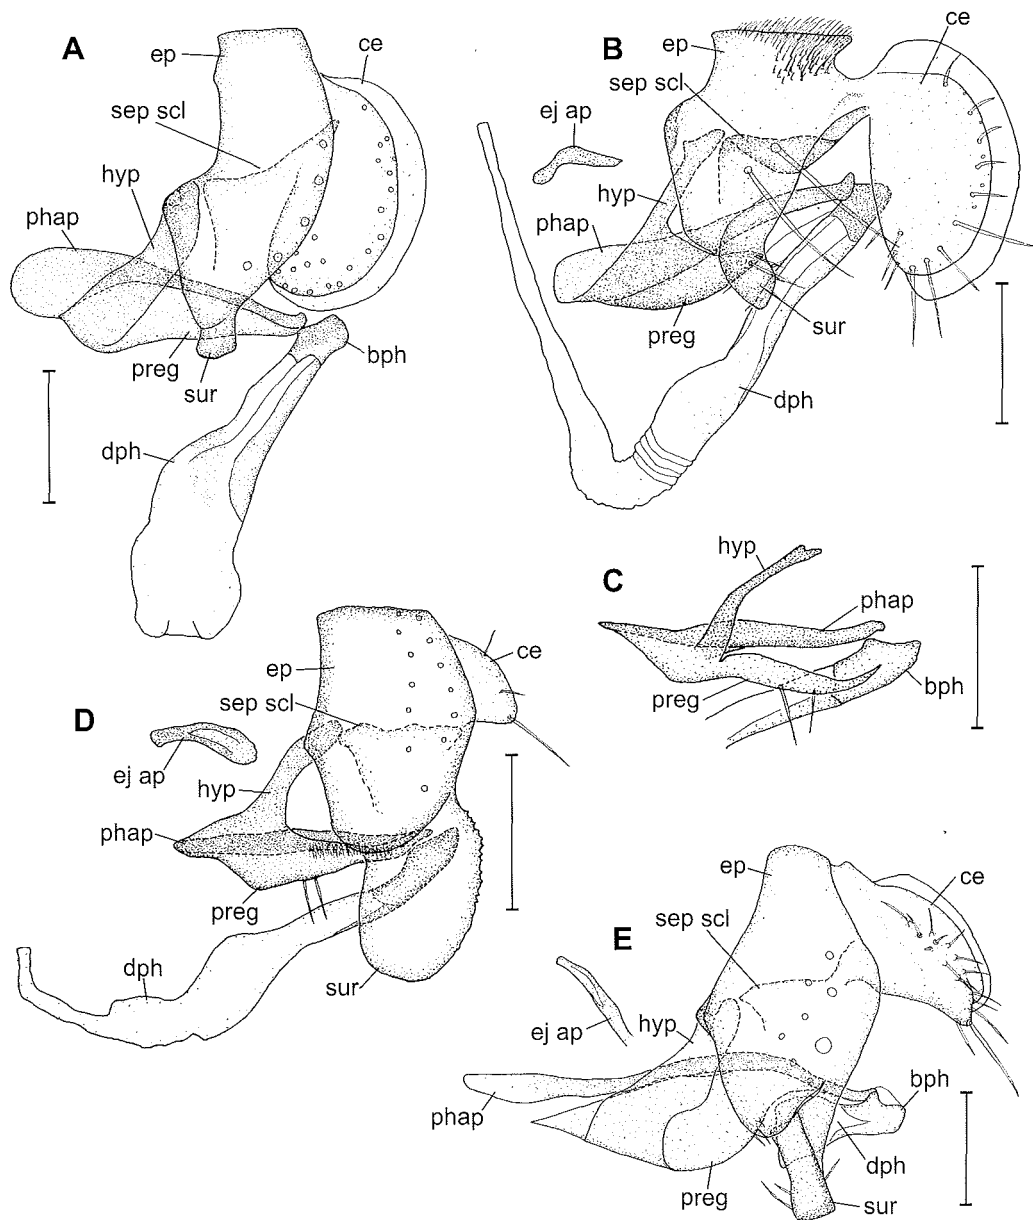 A
ep
ce
sep scl
hyp
phap
preg
sur
bph
dph
B
ep
ce
sep scl
ej ap
hyp
phap
preg
sur
dph
C
hyp
phap
preg
bph
D
ep
ce
sep scl
ej ap
hyp
phap
preg
dph
sur
E
ep
ce
sep scl
ej ap
hyp
phap
bph
dph
preg
sur